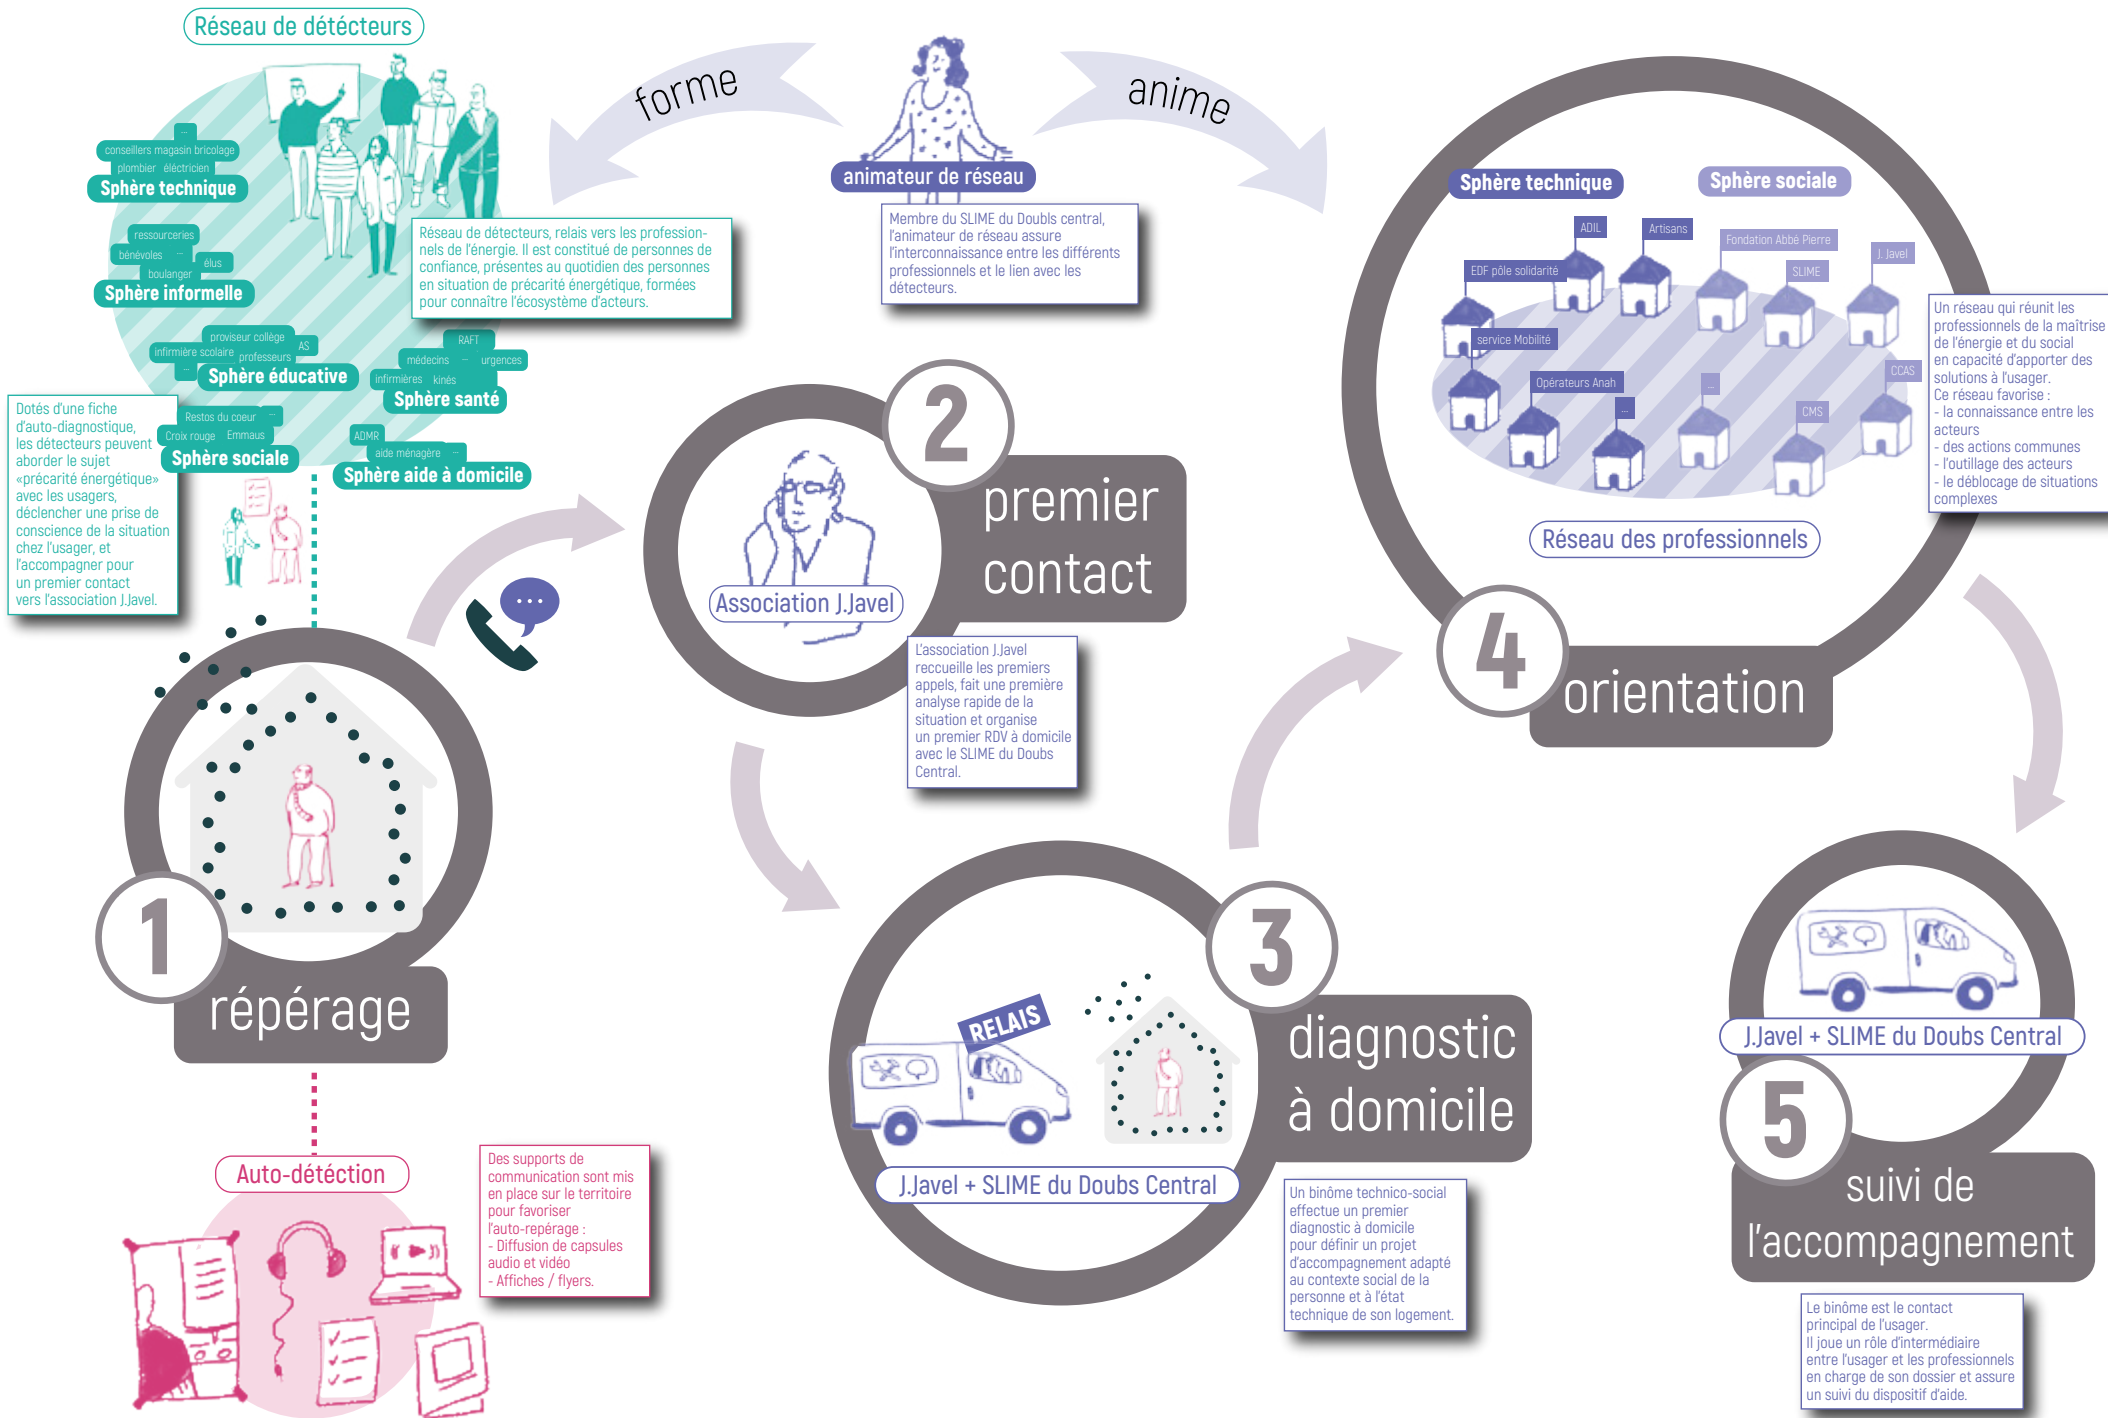 Réseau de détécteurs
...
conseillers magasin bricolage
plombier éléctricien
Sphère technique
ressourceries
bénévoles ... élus
boulanger
Sphère informelle
proviseur collège
infirmière scolaire professeurs AS
...
Sphère éducative
RAFT
médecins ... urgences
infirmières kinés
Sphère santé
Restos du coeur ...
Croix rouge Emmaus
Sphère sociale
ADMR
aide ménagère ...
Sphère aide à domicile
Réseau de détecteurs, relais vers les profession-
nels de l'énergie. Il est constitué de personnes de
confiance, présentes au quotidien des personnes
en situation de précarité énergétique, formées
pour connaître l'écosystème d'acteurs.
Dotés d'une fiche
d'auto-diagnostique,
les détecteurs peuvent
aborder le sujet
«précarité énergétique»
avec les usagers,
déclencher une prise de
conscience de la situation
chez l'usager, et
l'accompagner pour
un premier contact
vers l'association J.Javel.
forme
anime
animateur de réseau
Membre du SLIME du Doubls central,
l'animateur de réseau assure
l'interconnaissance entre les différents
professionnels et le lien avec les
détecteurs.
1
répérage
Auto-détéction
Des supports de
communication sont mis
en place sur le territoire
pour favoriser
l'auto-repérage :
- Diffusion de capsules
audio et vidéo
- Affiches / flyers.
2
premier
contact
Association J.Javel
L'association J.Javel
reccueille les premiers
appels, fait une première
analyse rapide de la
situation et organise
un premier RDV à domicile
avec le SLIME du Doubs
Central.
3
diagnostic
à domicile
RELAIS
J.Javel + SLIME du Doubs Central
Un binôme technico-social
effectue un premier
diagnostic à domicile
pour définir un projet
d'accompagnement adapté
au contexte social de la
personne et à l'état
technique de son logement.
Sphère technique
Sphère sociale
ADIL
Artisans
Fondation Abbé Pierre
J. Javel
EDF pôle solidarité
SLIME
service Mobilité
Opérateurs Anah
...
...
CMS
CCAS
Réseau des professionnels
Un réseau qui réunit les
professionnels de la maîtrise
de l'énergie et du social
en capacité d'apporter des
solutions à l'usager.
Ce réseau favorise :
- la connaissance entre les
acteurs
- des actions communes
- l'outillage des acteurs
- le déblocage de situations
complexes
4
orientation
J.Javel + SLIME du Doubs Central
5
suivi de
l'accompagnement
Le binôme est le contact
principal de l'usager.
Il joue un rôle d'intermédiaire
entre l'usager et les professionnels
en charge de son dossier et assure
un suivi du dispositif d'aide.